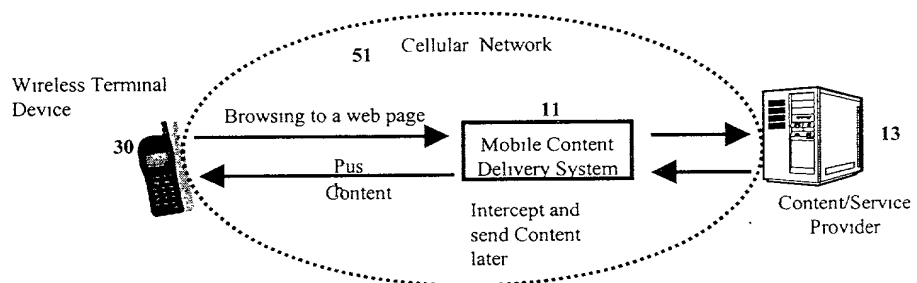 51 Cellular Network
Wireless Terminal
Device
30
Browsing to a web page
11
13
Mobile Content
Delivery System
Pus
h
Content
Intercept and
send Content
later
Content/Service
Provider